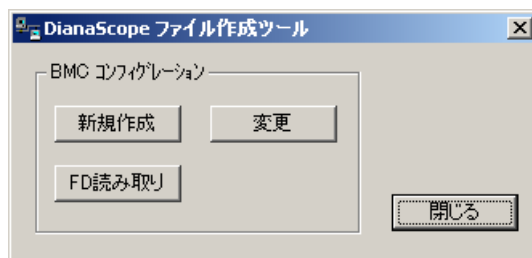 DianaScope ファイル作成ツール
BMC コンフィグレーション
新規作成
変更
FD読み取り
閉じる